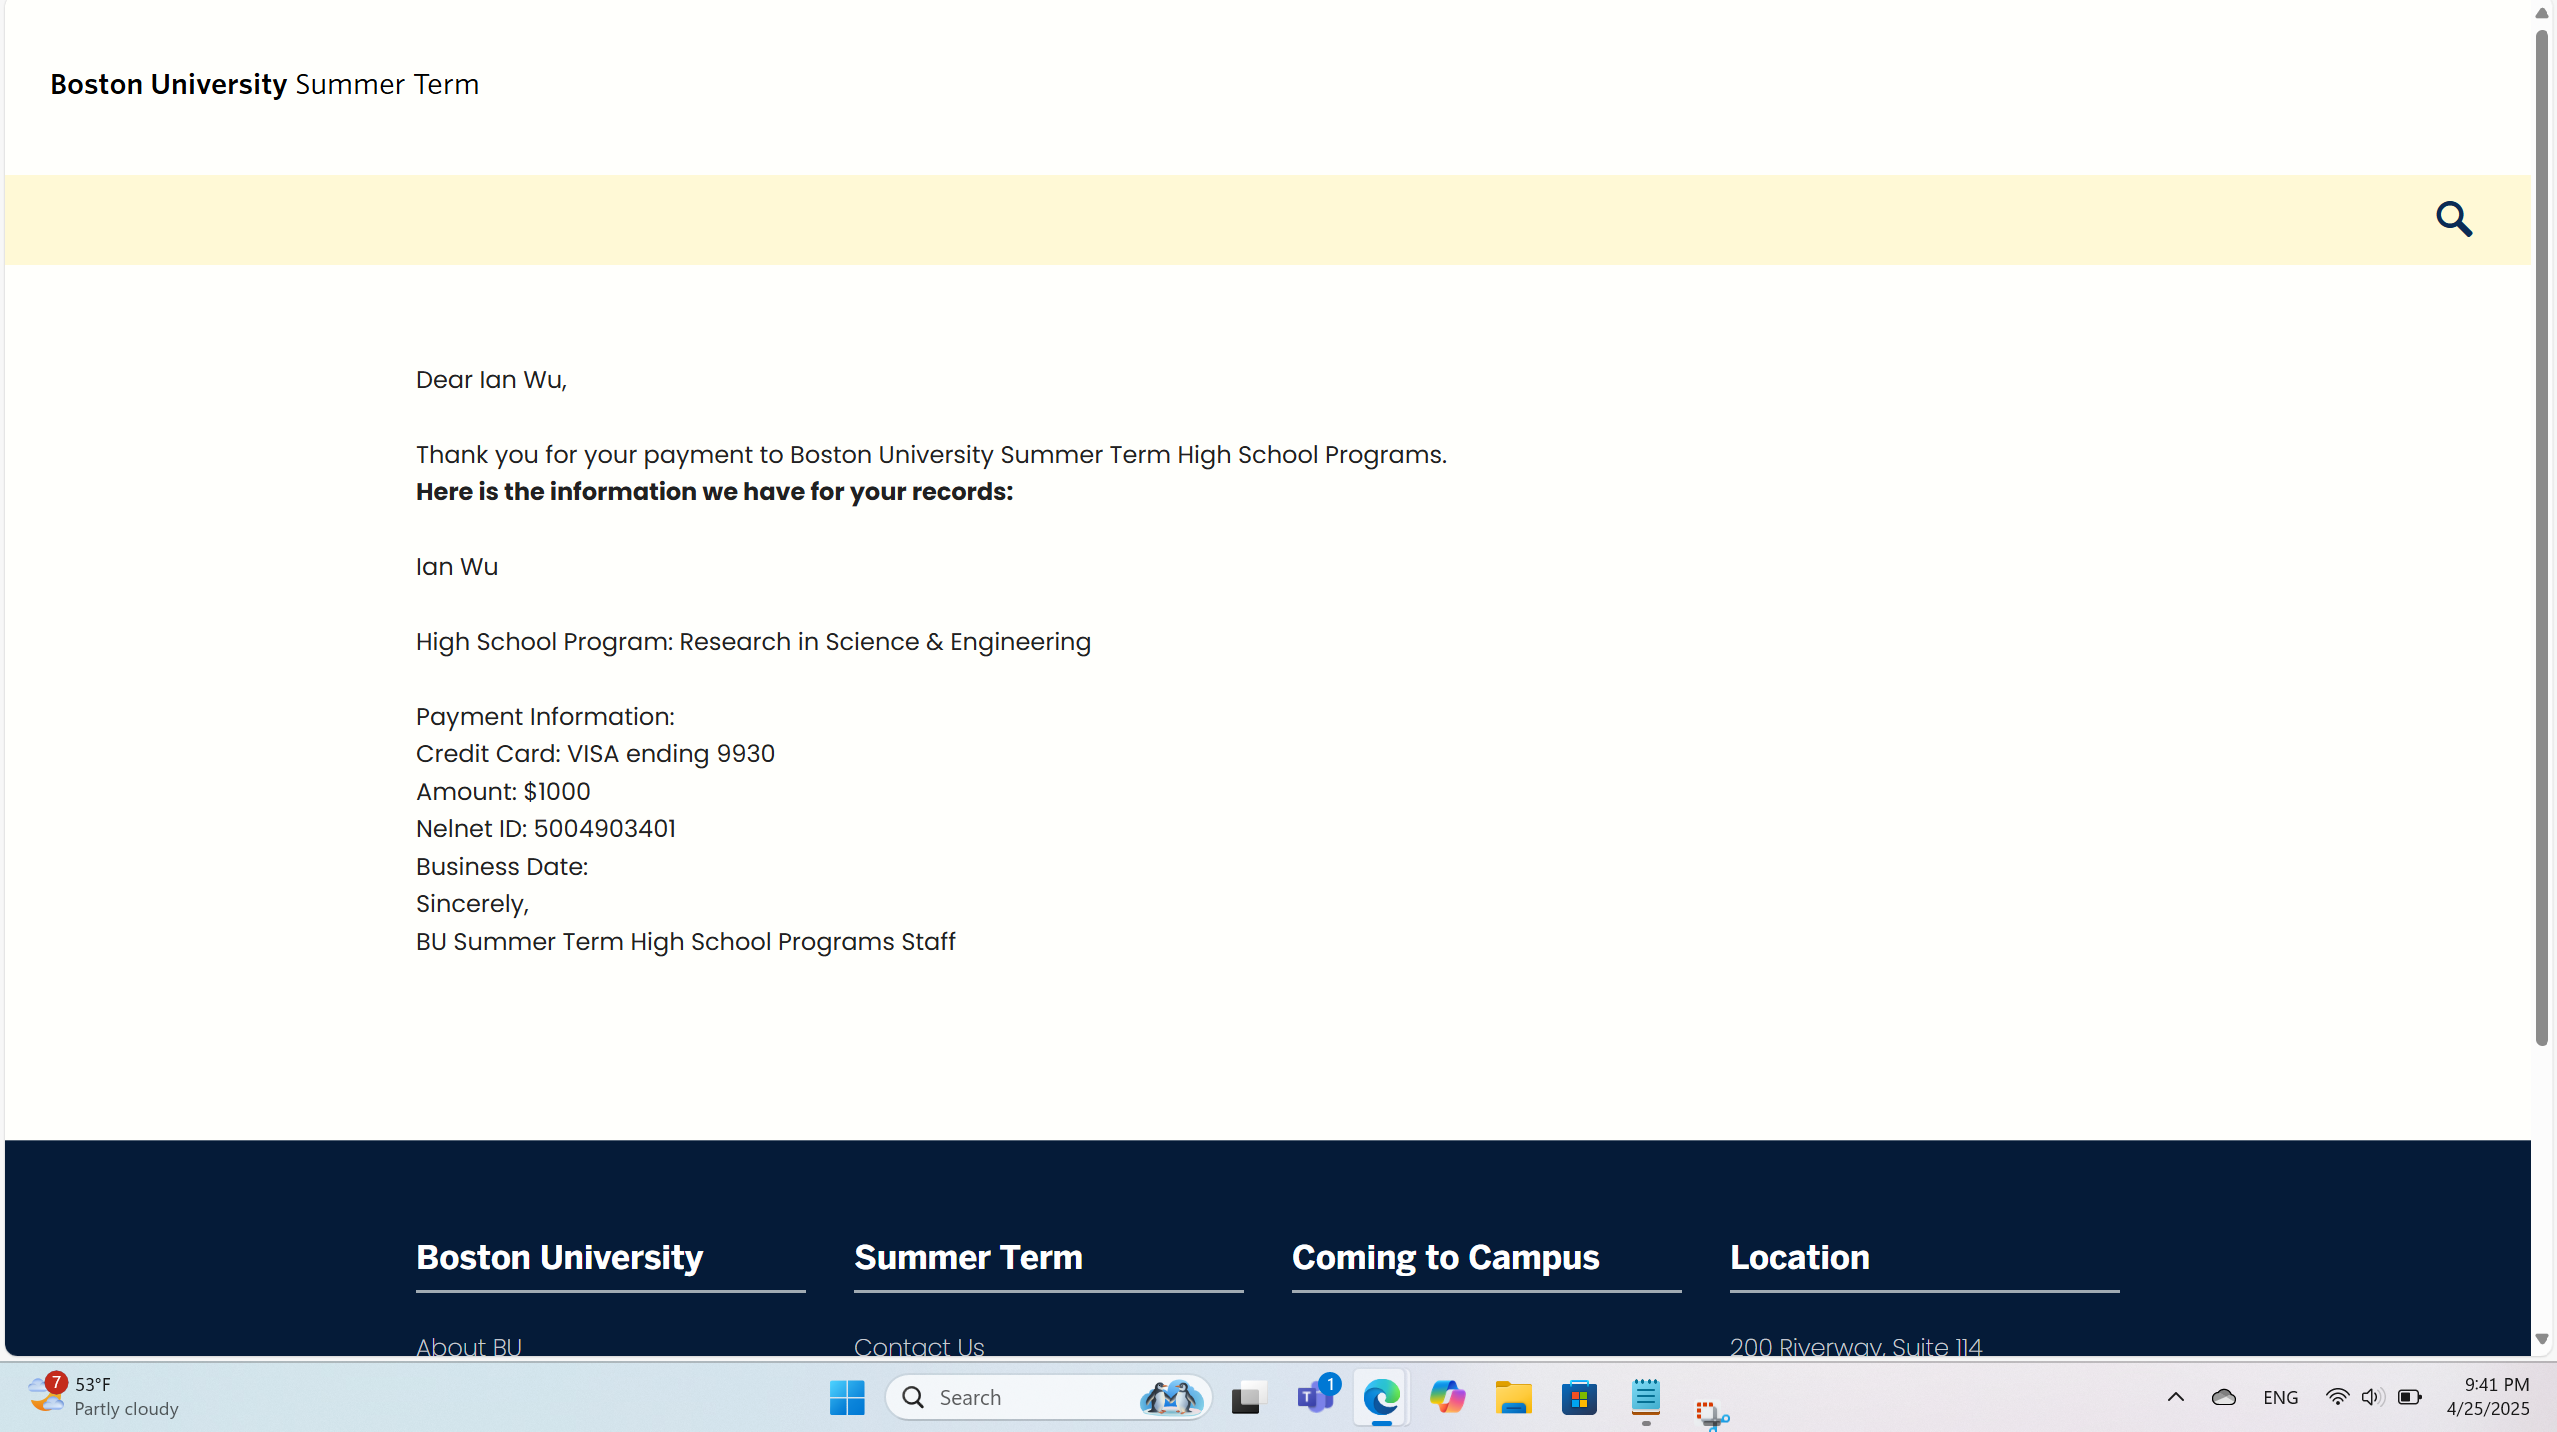 Boston University Summer Term
Dear Ian Wu,
Thank you for your payment to Boston University Summer Term High School Programs.
Here is the information we have for your records:
Ian Wu
High School Program: Research in Science & Engineering
Payment Information:
Credit Card: VISA ending 9930
Amount: $1000
Nelnet ID: 5004903401
Business Date:
Sincerely,
BU Summer Term High School Programs Staff
Boston University
Summer Term
Coming to Campus
Location
About BU
Contact Us
200 Riverway, Suite 114
7
53°F
Partly cloudy
Search
T
1
ENG
9:41 PM
4/25/2025